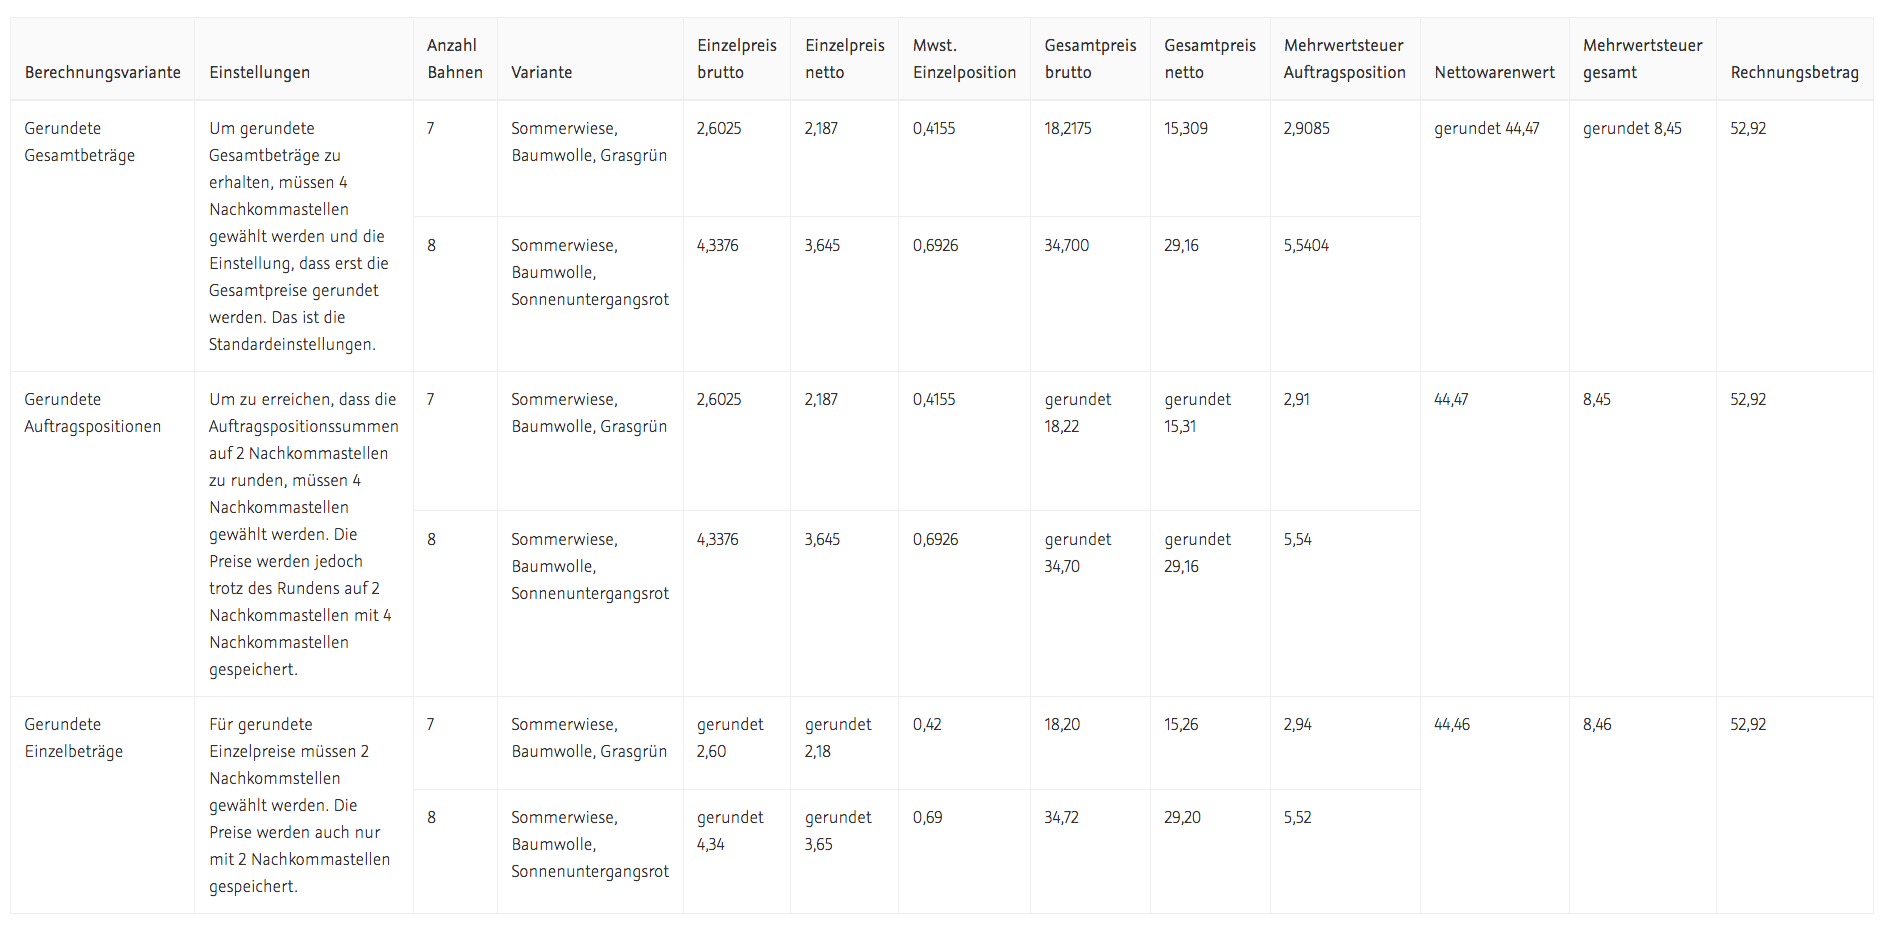 Berechnungsvariante
Einstellungen
Anzahl
Bahnen
Variante
Einzelpreis
brutto
Einzelpreis
netto
Mwst.
Einzelposition
Gesamtpreis
brutto
Gesamtpreis
netto
Mehrwertsteuer
Auftragsposition
Nettowarenwert
Mehrwertsteuer
gesamt
Rechnungsbetrag
Gerundete
Gesamtbeträge
Um gerundete
Gesamtbeträge zu
erhalten, müssen 4
Nachkommastellen
gewählt werden und die
Einstellung, dass erst die
Gesamtpreise gerundet
werden. Das ist die
Standardeinstellungen.
7
Sommerwiese,
Baumwolle, Grasgrün
2,6025
2,187
0,4155
18,2175
15,309
2,9085
gerundet 44,47
gerundet 8,45
52,92
8
Sommerwiese,
Baumwolle,
Sonnenuntergangsrot
4,3376
3,645
0,6926
34,700
29,16
5,5404
Gerundete
Auftragspositionen
Um zu erreichen, dass die
Auftragspositionssummen
auf 2 Nachkommastellen
zu runden, müssen 4
Nachkommastellen
gewählt werden. Die
Preise werden jedoch
trotz des Rundens auf 2
Nachkommastellen mit 4
Nachkommastellen
gespeichert.
7
Sommerwiese,
Baumwolle, Grasgrün
2,6025
2,187
0,4155
gerundet
18,22
gerundet
15,31
2,91
44,47
8,45
52,92
8
Sommerwiese,
Baumwolle,
Sonnenuntergangsrot
4,3376
3,645
0,6926
gerundet
34,70
gerundet
29,16
5,54
Gerundete
Einzelbeträge
Für gerundete
Einzelpreise müssen 2
Nachkommstellen
gewählt werden. Die
Preise werden auch nur
mit 2 Nachkommastellen
gespeichert.
7
Sommerwiese,
Baumwolle, Grasgrün
gerundet
2,60
gerundet
2,18
0,42
18,20
15,26
2,94
44,46
8,46
52,92
8
Sommerwiese,
Baumwolle,
Sonnenuntergangsrot
gerundet
4,34
gerundet
3,65
0,69
34,72
29,20
5,52